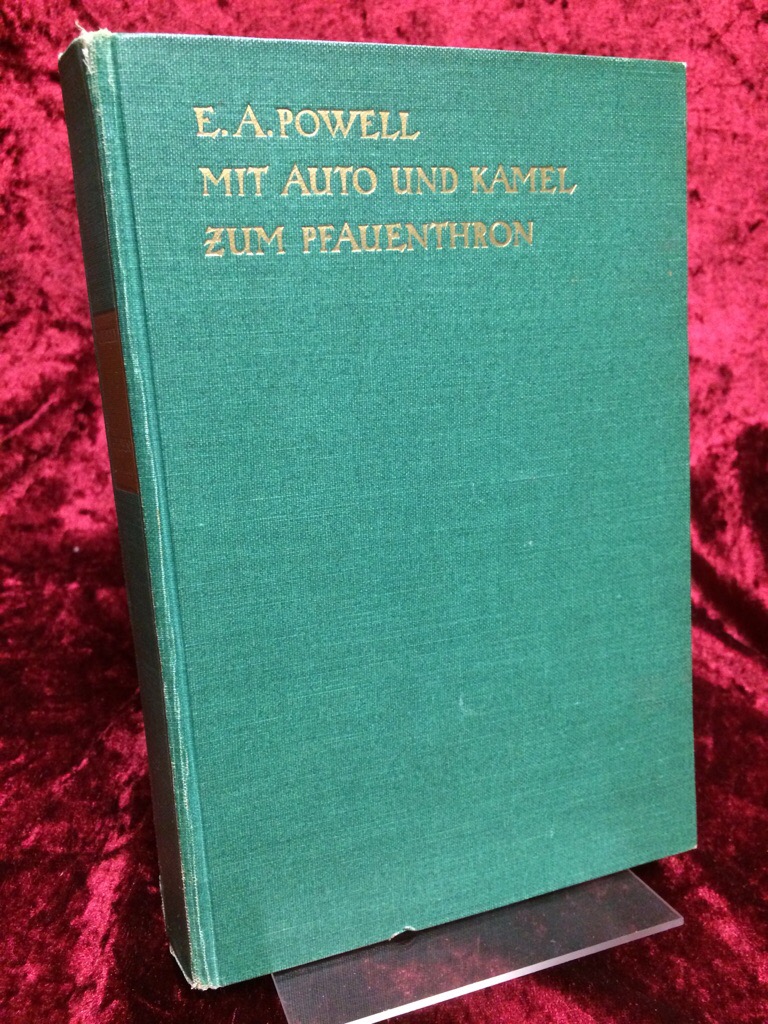 E. A. POWELL
MIT AUTO UND KAMEL
ZUM PFAUENTHRON